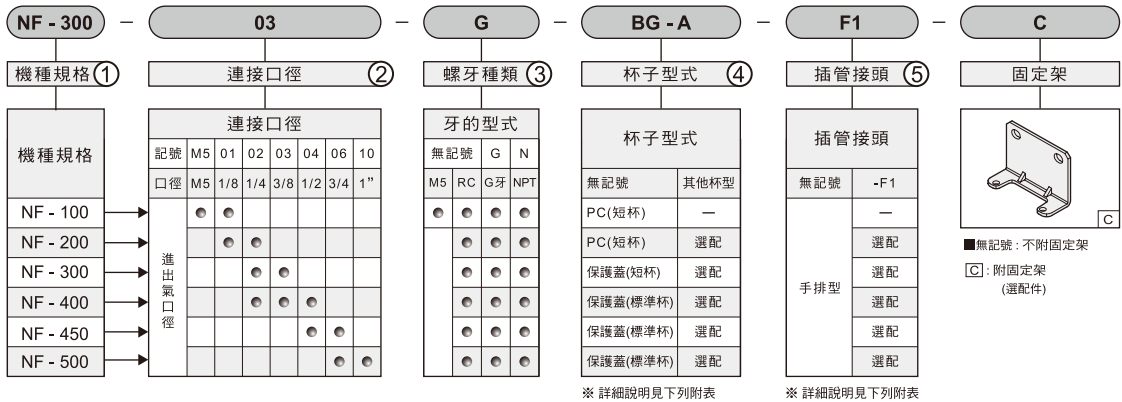 NF - 300 – 03 – G – BG - A – F1 – C
機種規格① 連接口徑② 螺牙種類③ 杯子型式④ 插管接頭⑤ 固定架
機種規格
連接口徑
記號 M5 01 02 03 04 06 10
口徑 M5 1/8 1/4 3/8 1/2 3/4 1”
進出氣口徑
牙的型式
無記號 G N
M5 RC G牙 NPT
杯子型式
無記號 其他杯型
插管接頭
無記號 -F1
手排型
NF - 100 PC(短杯) — —
NF - 200 PC(短杯) 選配 選配
NF - 300 保護蓋(短杯) 選配 選配
NF - 400 保護蓋(標準杯) 選配 選配
NF - 450 保護蓋(標準杯) 選配 選配
NF - 500 保護蓋(標準杯) 選配 選配
※ 詳細說明見下列附表 ※ 詳細說明見下列附表
C
■無記號 : 不附固定架
C : 附固定架
(選配件)